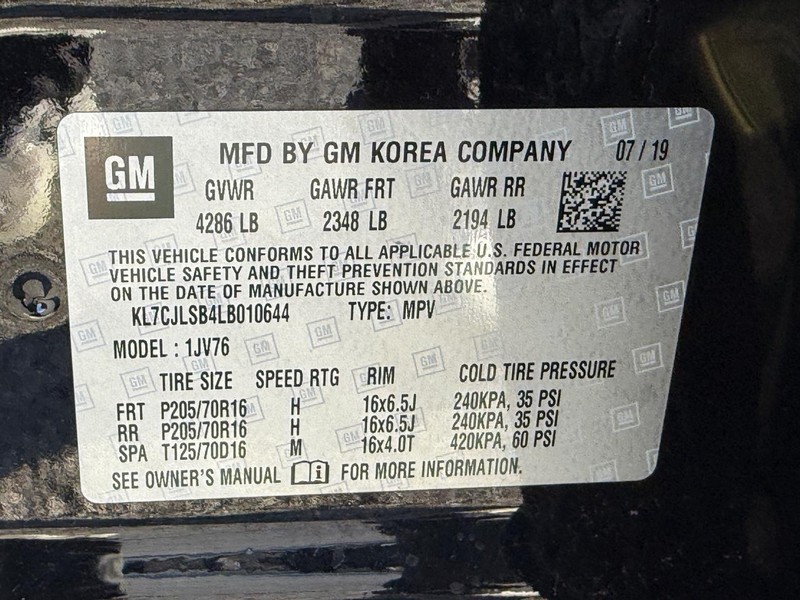 GM MFD BY GM KOREA COMPANY 07/19
GVWR GAWR FRT GAWR RR
4286 LB 2348 LB 2194 LB
THIS VEHICLE CONFORMS TO ALL APPLICABLE U.S. FEDERAL MOTOR
VEHICLE SAFETY AND THEFT PREVENTION STANDARDS IN EFFECT
ON THE DATE OF MANUFACTURE SHOWN ABOVE.
KL7CJLSB4LB010644 TYPE: MPV
MODEL : 1JV76
TIRE SIZE SPEED RTG RIM COLD TIRE PRESSURE
FRT P205/70R16 H 16x6.5J 240KPA, 35 PSI
RR P205/70R16 H 16x6.5J 240KPA, 35 PSI
SPA T125/70D16 M 16x4.0T 420KPA, 60 PSI
SEE OWNER'S MANUAL FOR MORE INFORMATION.